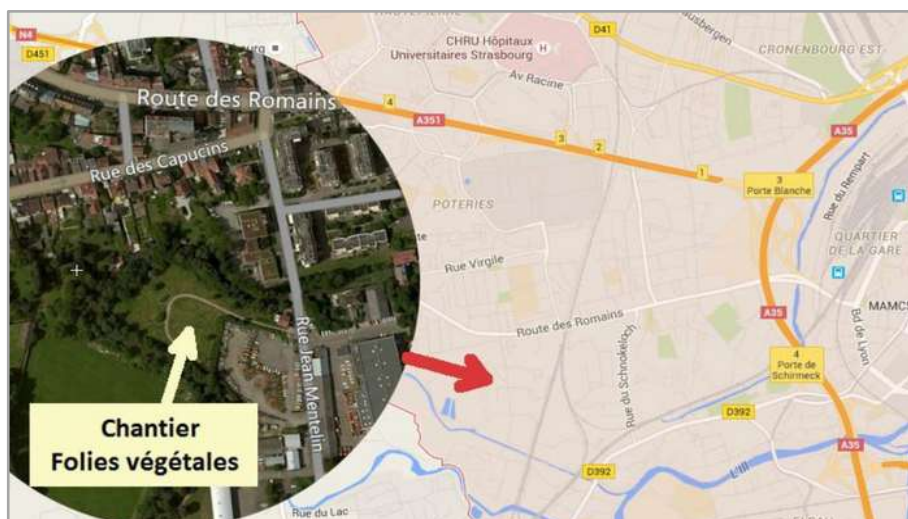 N4
D451
Route des Romains
Rue des Capucins
Rue Jean Mentelin
Chantier
Folies végétales
CHRU Hôpitaux
Universitaires Strasbourg
H
Av Racine
D41
CRONENBOURG EST
4
A351
3
2
1
A35
3
Porte Blanche
Rue du Rempart
POTERIES
QUARTIER
DE LA GARE
Rue Virgile
MAMCS
Route des Romains
A35
Bd de Lyon
Rue du Schnokeloch
4
Porte de
Schirmeck
D392
A35
D392
L'Ill
Rue du Lac